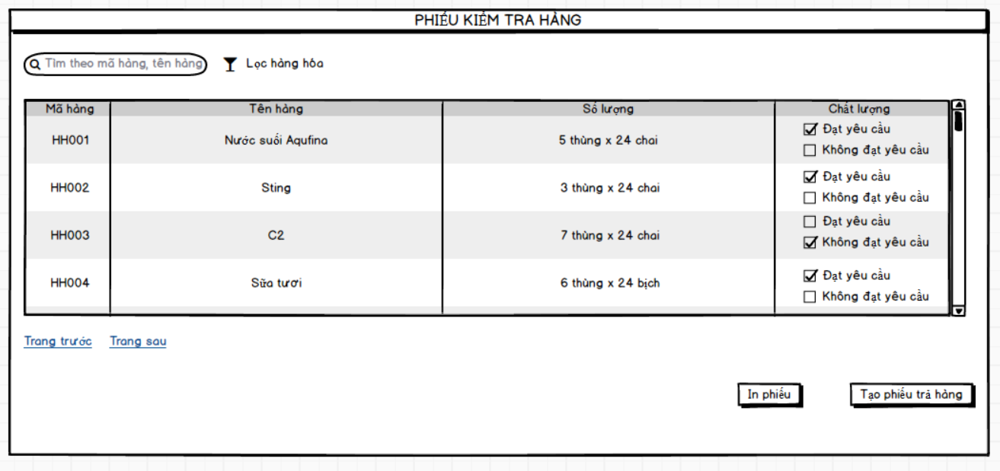 PHIẾU KIỂM TRA HÀNG
Tìm theo mã hàng, tên hàng
Lọc hàng hóa
Mã hàng Tên hàng Số lượng Chất lượng
HH001 Nước suối Aqufina 5 thùng x 24 chai
Đạt yêu cầu
Không đạt yêu cầu
HH002 Sting 3 thùng x 24 chai
Đạt yêu cầu
Không đạt yêu cầu
HH003 C2 7 thùng x 24 chai
Đạt yêu cầu
Không đạt yêu cầu
HH004 Sữa tươi 6 thùng x 24 bịch
Đạt yêu cầu
Không đạt yêu cầu
Trang trước Trang sau
In phiếu Tạo phiếu trả hàng